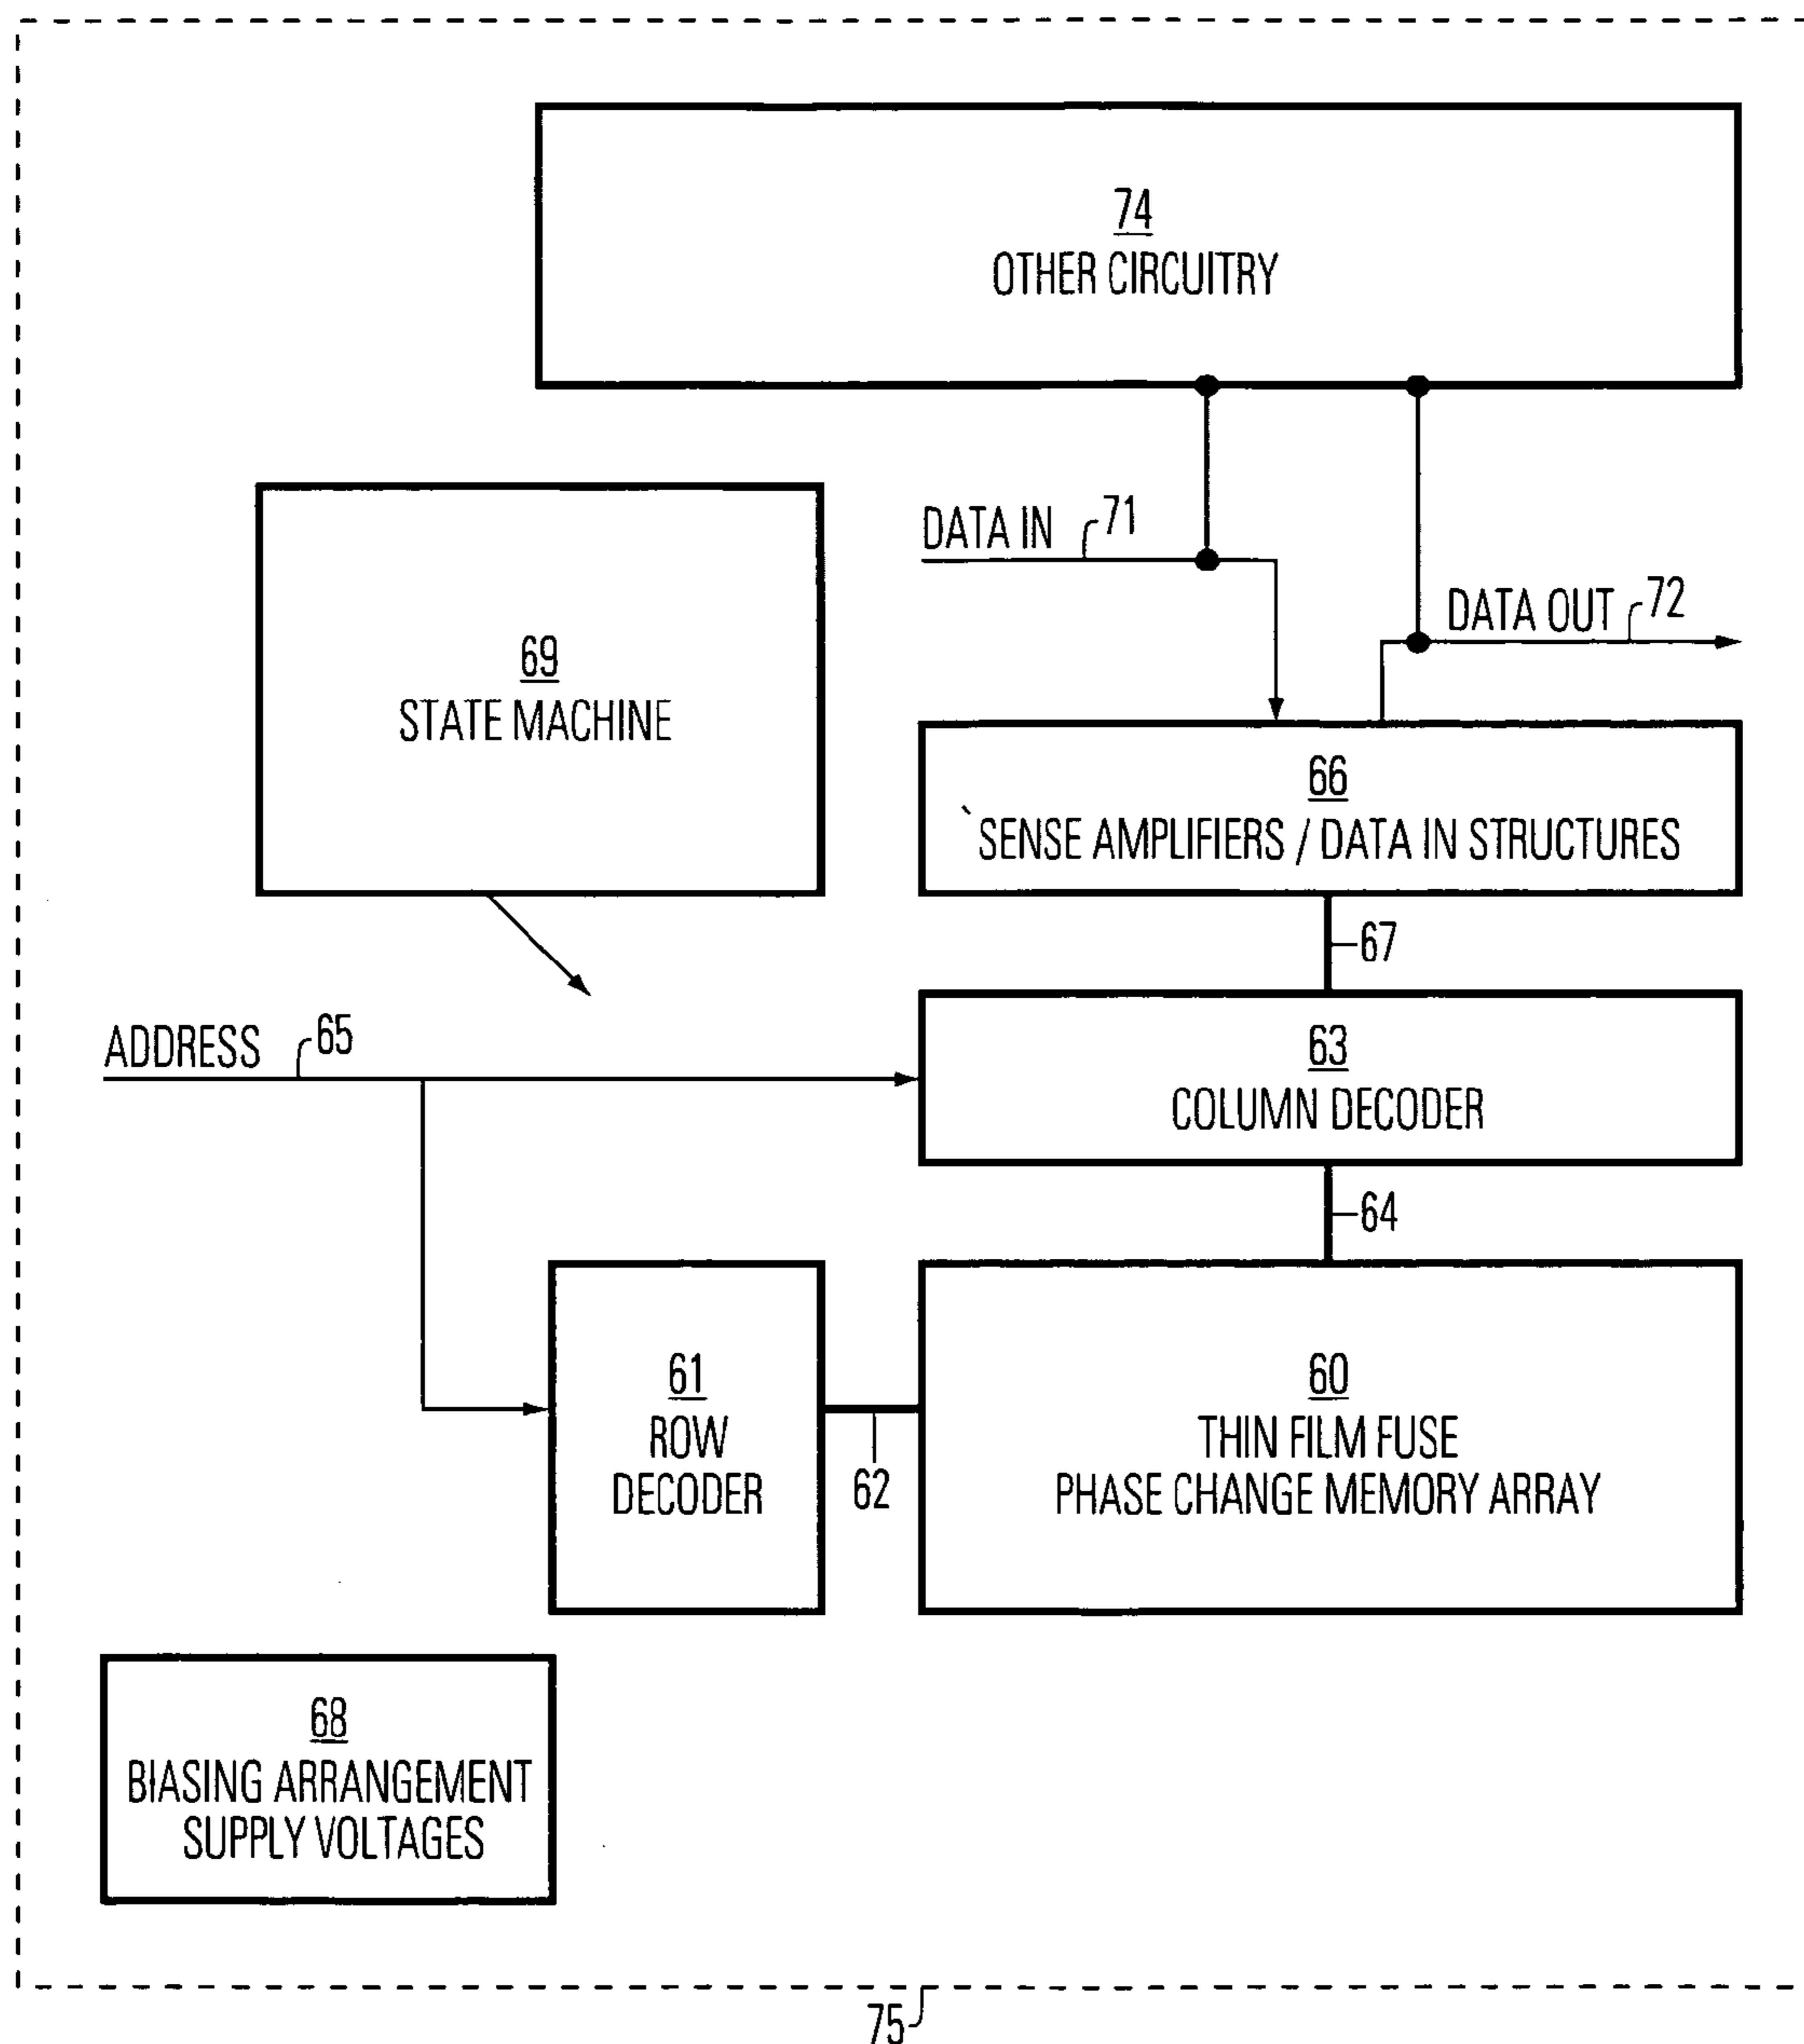 74
OTHER CIRCUITRY
DATA IN
71
DATA OUT
72
69
STATE MACHINE
66
SENSE AMPLIFIERS / DATA IN STRUCTURES
67
ADDRESS
65
63
COLUMN DECODER
64
61
ROW
DECODER
62
60
THIN FILM FUSE
PHASE CHANGE MEMORY ARRAY
68
BIASING ARRANGEMENT
SUPPLY VOLTAGES
75